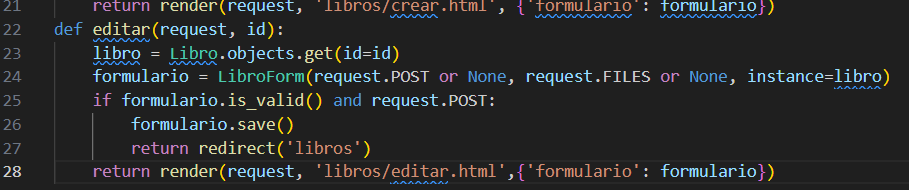 21 return render(request, 'libros/crear.html', {'formulario': formulario})
22 def editar(request, id):
23 libro = Libro.objects.get(id=id)
24 formulario = LibroForm(request.POST or None, request.FILES or None, instance=libro)
25 if formulario.is_valid() and request.POST:
26 formulario.save()
27 return redirect('libros')
28 return render(request, 'libros/editar.html',{'formulario': formulario})